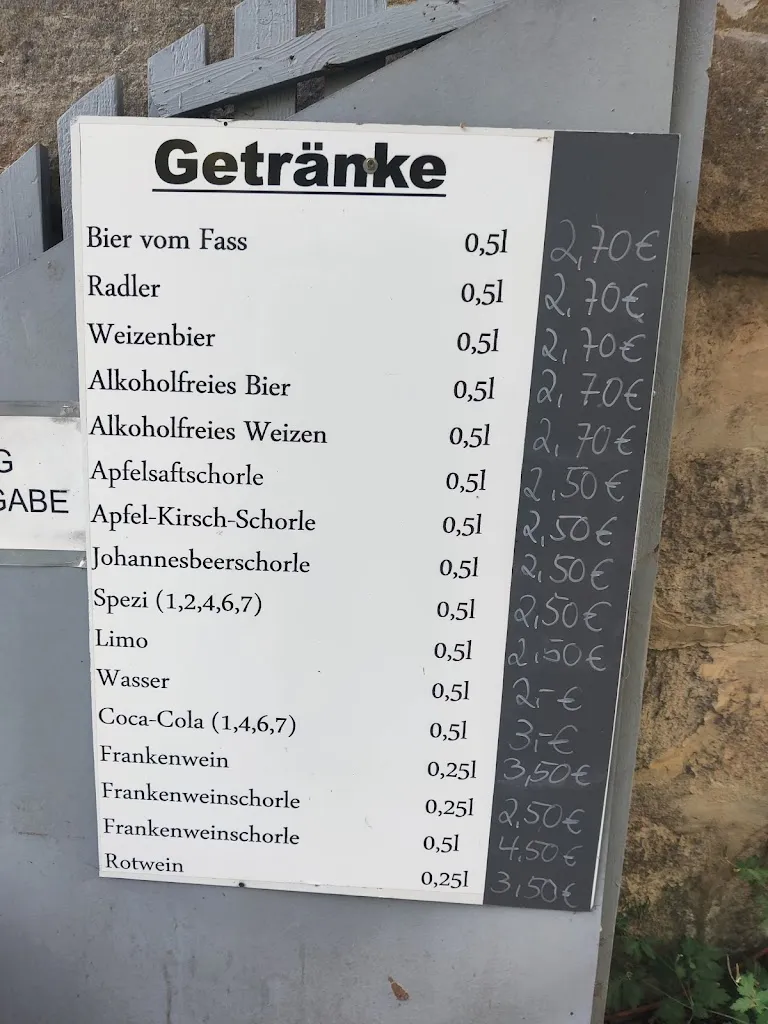 Getränke
Bier vom Fass 0,5l 2,70€
Radler 0,5l 2,70€
Weizenbier 0,5l 2,70€
Alkoholfreies Bier 0,5l 2,70€
Alkoholfreies Weizen 0,5l 2,70€
Apfelsaftschorle 0,5l 2,50€
Apfel-Kirsch-Schorle 0,5l 2,50€
Johannesbeerschorle 0,5l 2,50€
Spezi (1,2,4,6,7) 0,5l 2,50€
Limo 0,5l 2,50€
Wasser 0,5l 2,-€
Coca-Cola (1,4,6,7) 0,5l 3,-€
Frankenwein 0,25l 3,50€
Frankenweinschorle 0,25l 2,50€
Frankenweinschorle 0,5l 4,50€
Rotwein 0,25l 3,50€
G
GABE